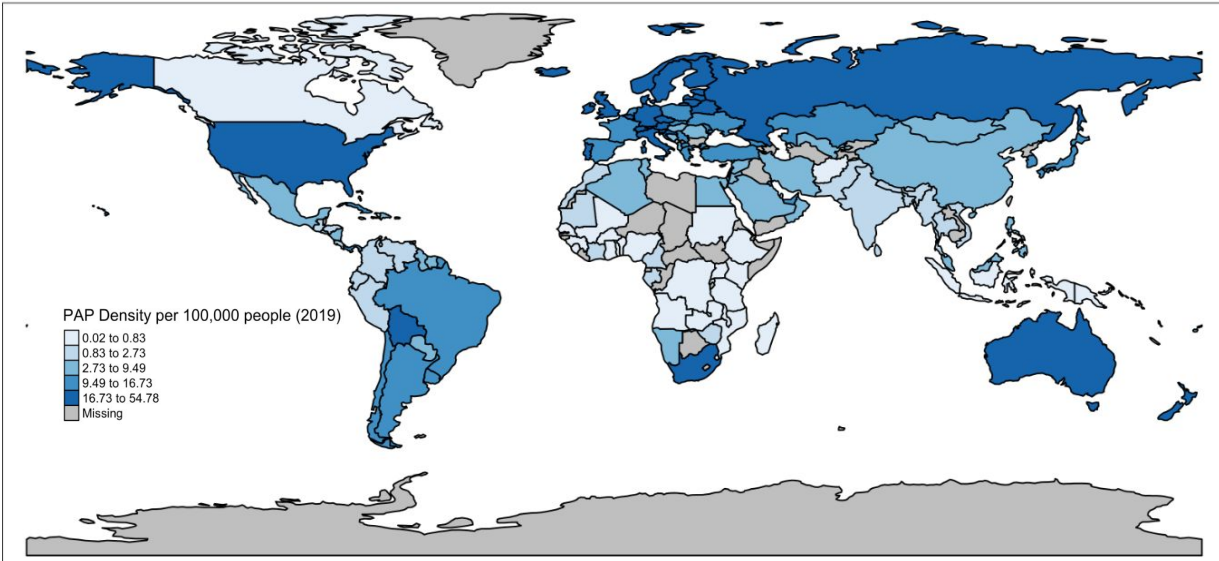 PAP Density per 100,000 people (2019)
0.02 to 0.83
0.83 to 2.73
2.73 to 9.49
9.49 to 16.73
16.73 to 54.78
Missing